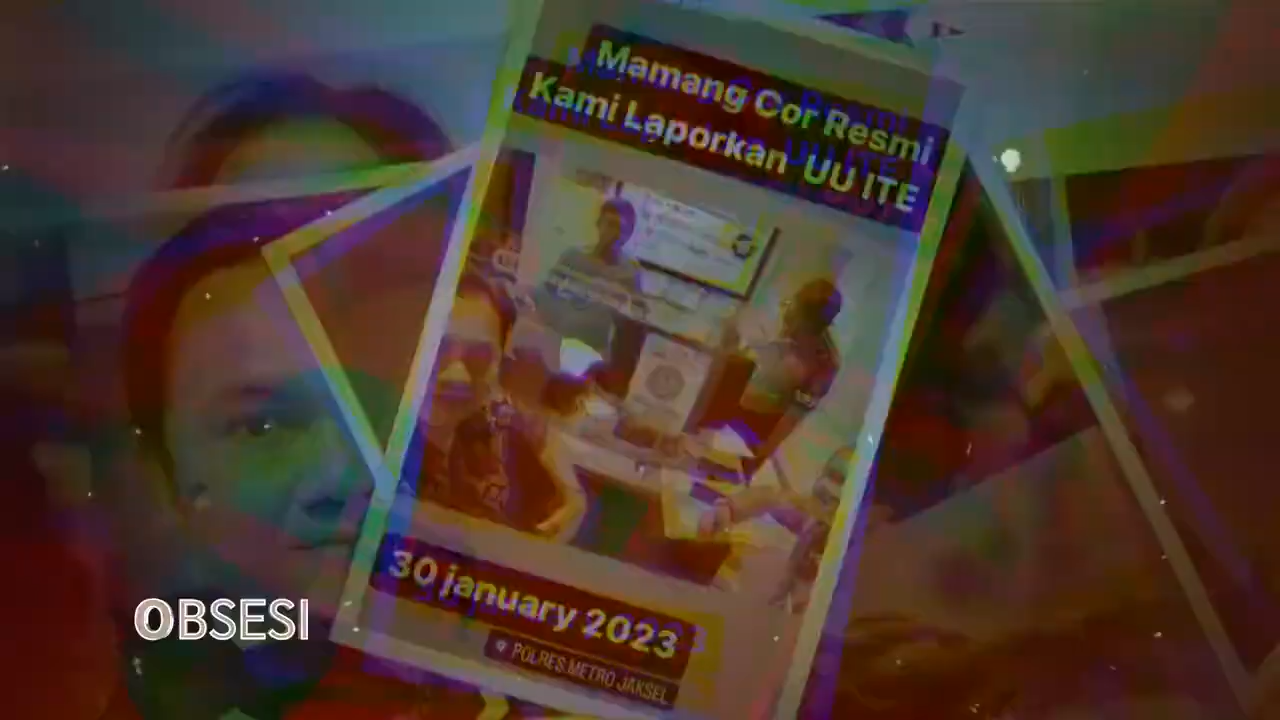 Mamang Cor Resmi
Kami Laporkan UU ITE
30 january 2023
POLRES METRO JAKSEL
OBSESI